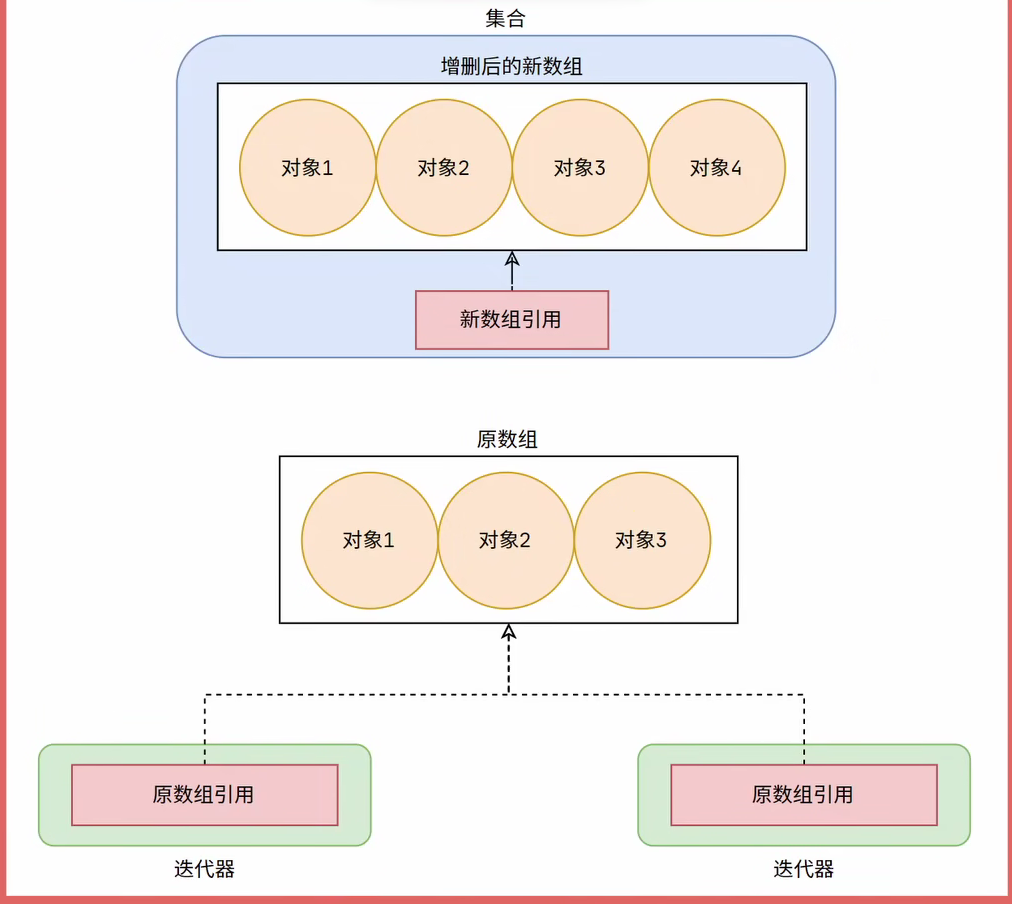 集合
增删后的新数组
对象1
对象2
对象3
对象4
新数组引用
原数组
对象1
对象2
对象3
原数组引用
原数组引用
迭代器
迭代器